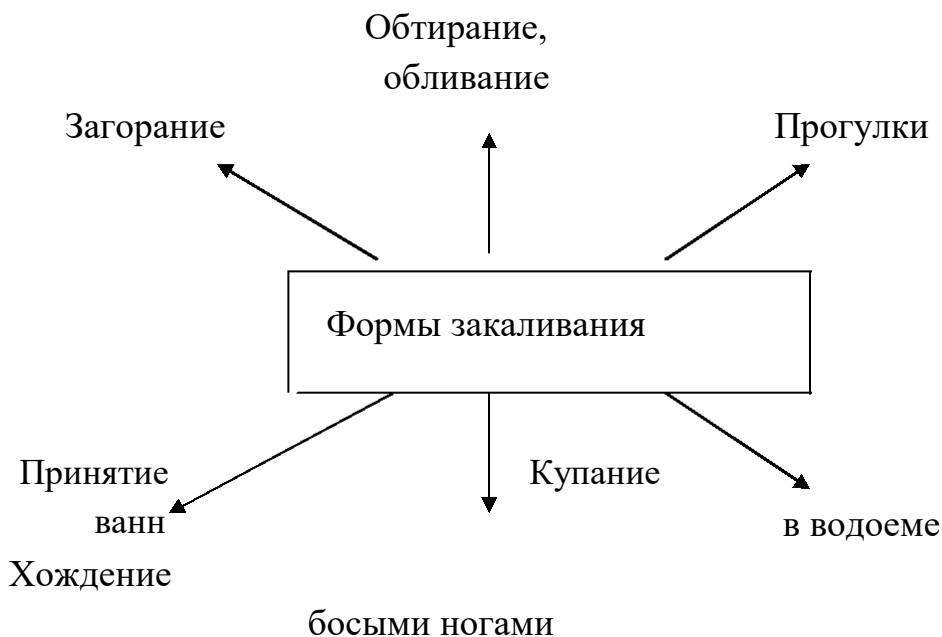 Обтирание,
обливание
Загорание
Прогулки
Формы закаливания
Принятие
Купание
ванн
в водоеме
Хождение
босыми ногами